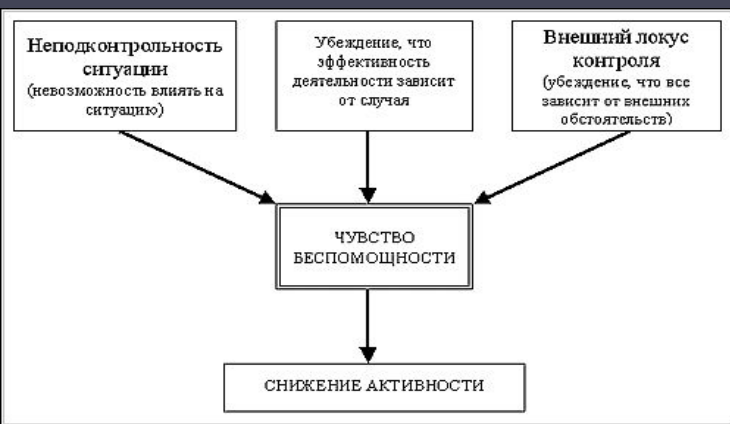 Неподконтрольность
ситуации
(невозможность влиять на
ситуацию)
Убеждение, что
эффективность
деятельности зависит
от случая
Внешний локус
контроля
(убеждение, что все
зависит от внешних
обстоятельств)
ЧУВСТВО
БЕСПОМОЩНОСТИ
СНИЖЕНИЕ АКТИВНОСТИ